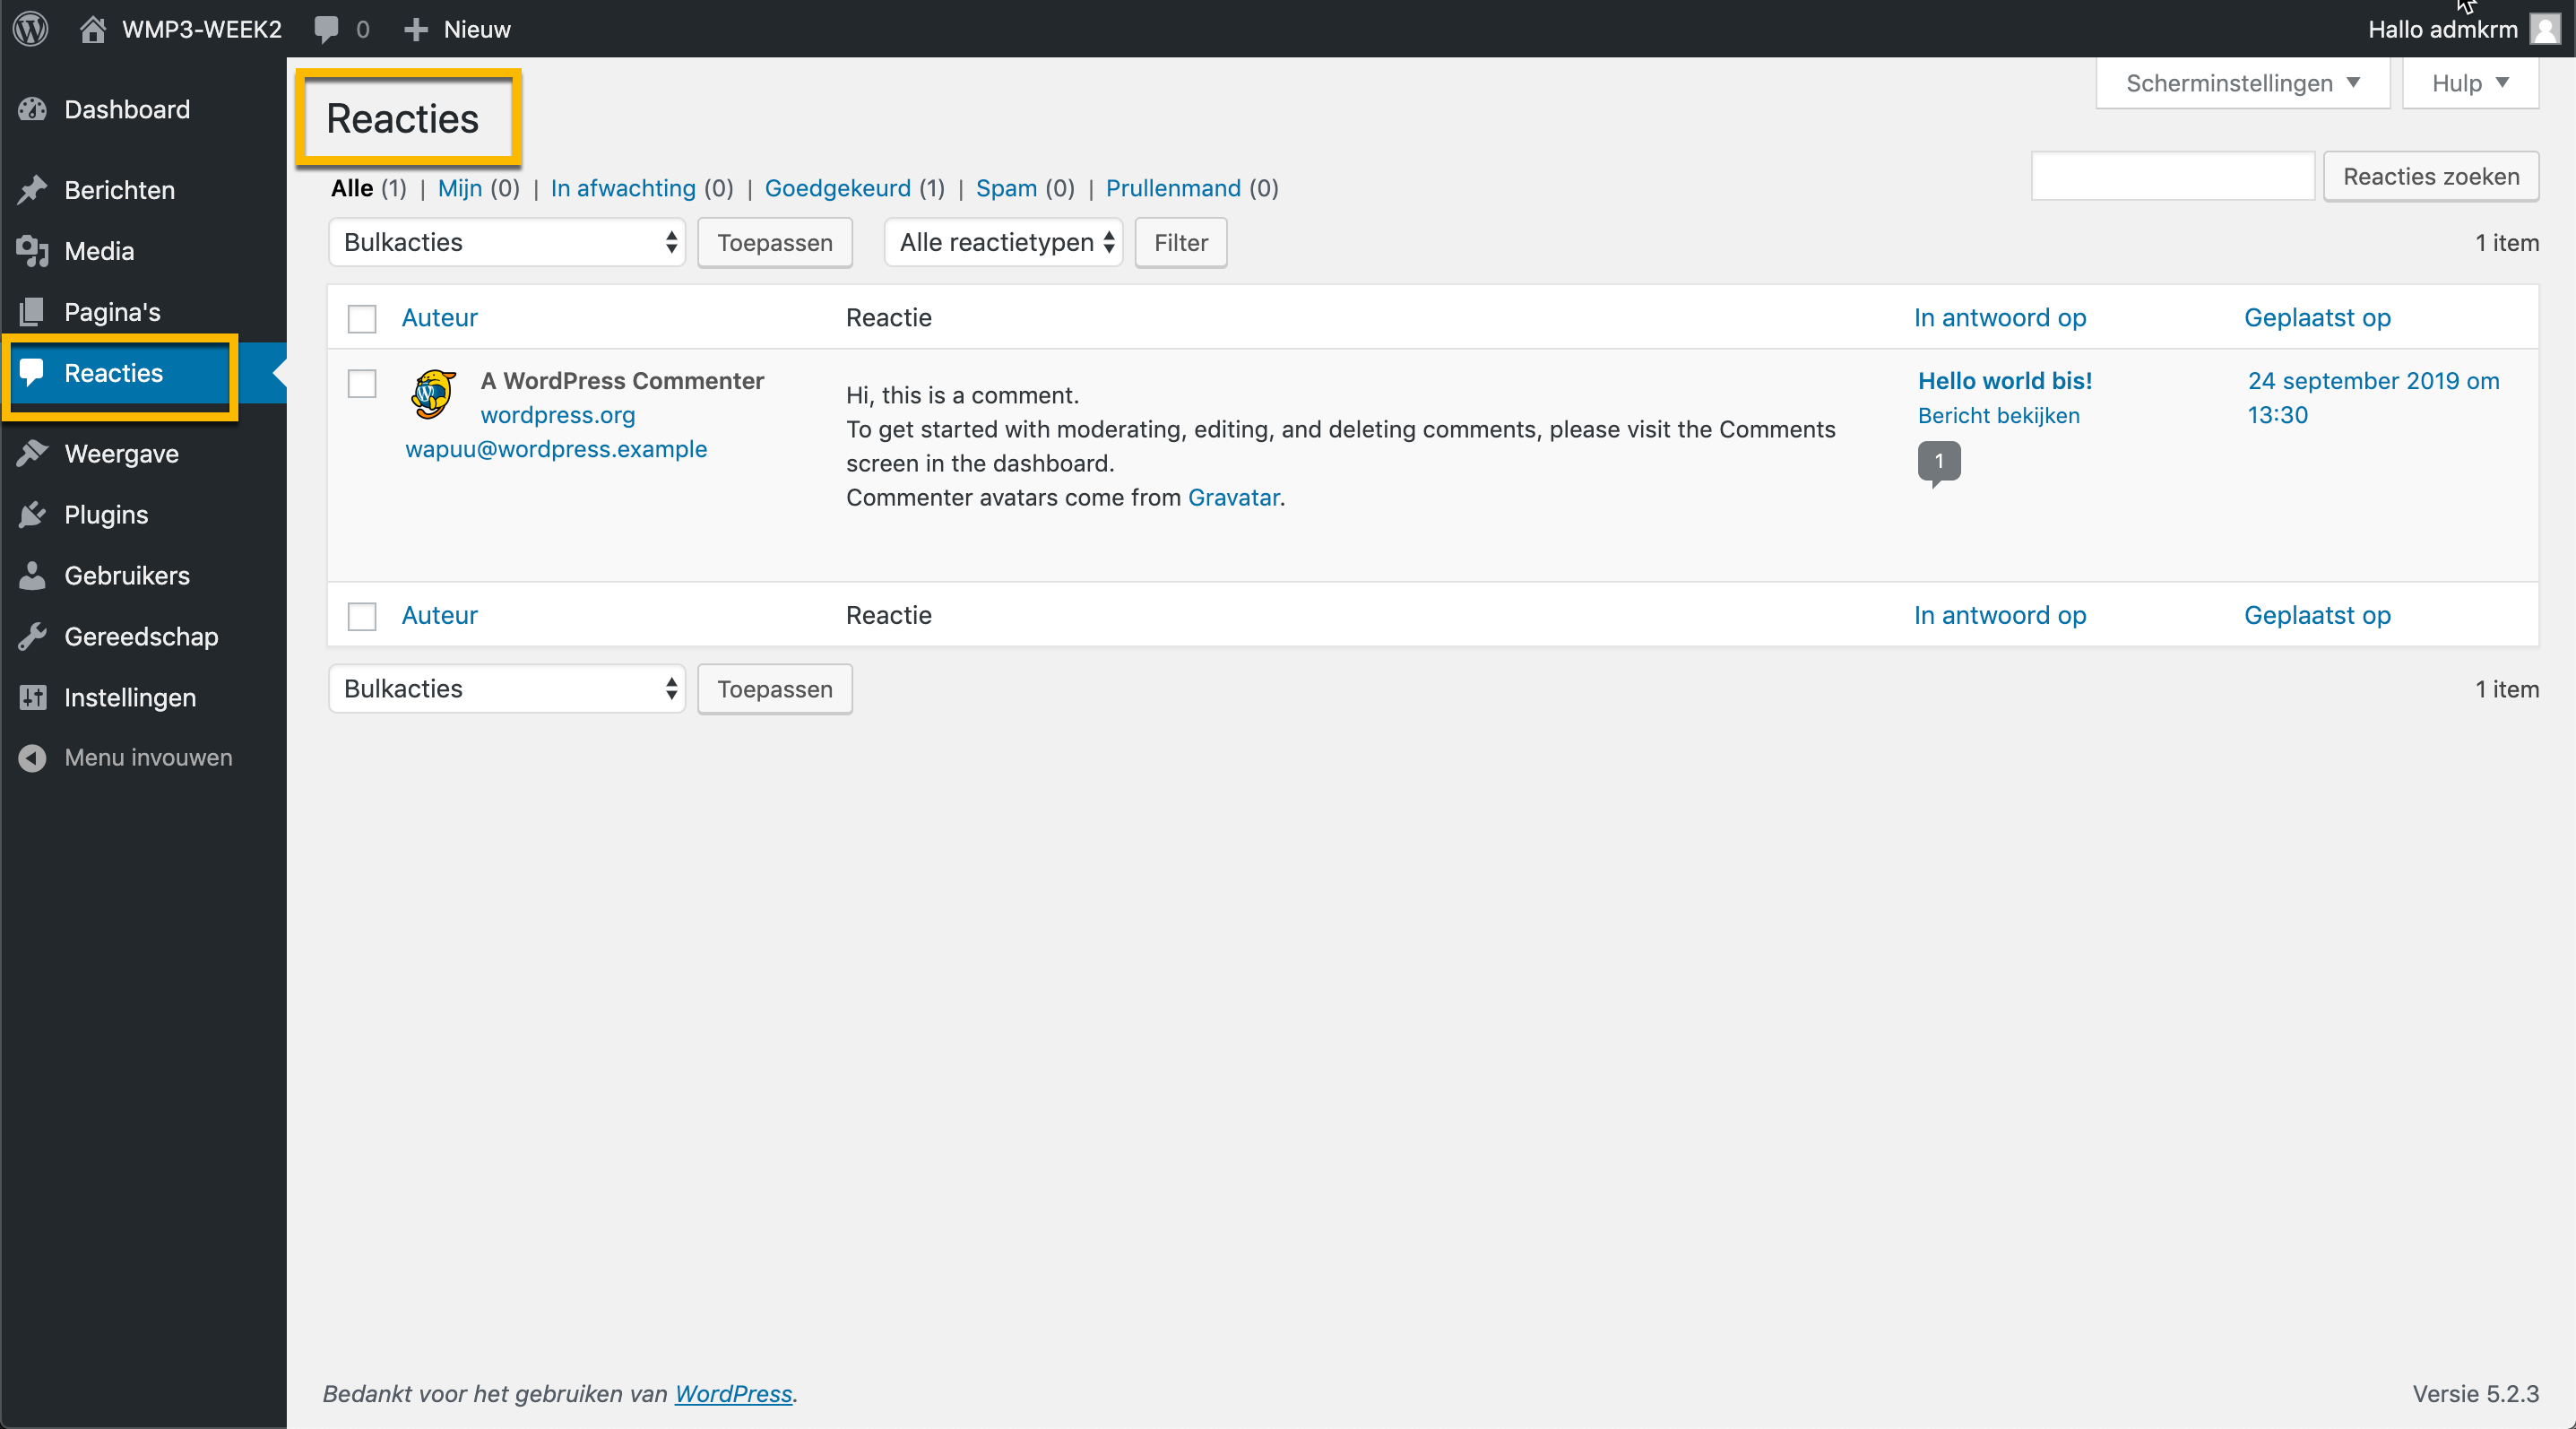 WMP3-WEEK2 0 Nieuw Hallo admkrm
Dashboard
Berichten
Media
Pagina's
Reacties
Weergave
Plugins
Gebruikers
Gereedschap
Instellingen
Menu invouwen
Scherminstellingen Hulp
Reacties
Alle (1) | Mijn (0) | In afwachting (0) | Goedgekeurd (1) | Spam (0) | Prullenmand (0)
Reacties zoeken
Bulkacties Toepassen Alle reactietypen Filter 1 item
Auteur Reactie In antwoord op Geplaatst op
A WordPress Commenter
wordpress.org
wapuu@wordpress.example
Hi, this is a comment.
To get started with moderating, editing, and deleting comments, please visit the Comments
screen in the dashboard.
Commenter avatars come from Gravatar.
Hello world bis!
Bericht bekijken
1
24 september 2019 om
13:30
Auteur Reactie In antwoord op Geplaatst op
Bulkacties Toepassen 1 item
Bedankt voor het gebruiken van WordPress. Versie 5.2.3